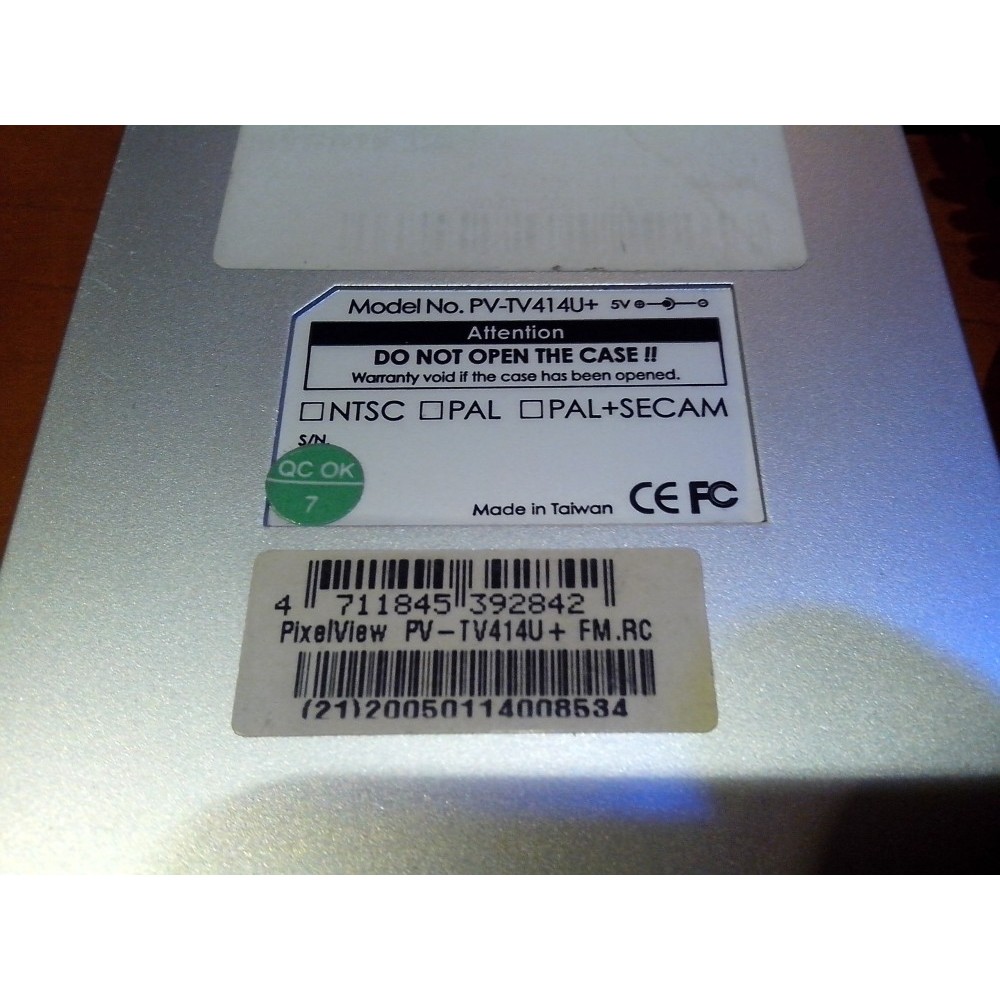 Model No. PV-TV414U+ 5V
Attention
DO NOT OPEN THE CASE !!
Warranty void if the case has been opened.
NTSC PAL PAL+SECAM
S/N.
QC OK
7
Made in Taiwan CE FC
4 711845 392842
PixelView PV-TV414U+ FM.RC
(21)20050114008534